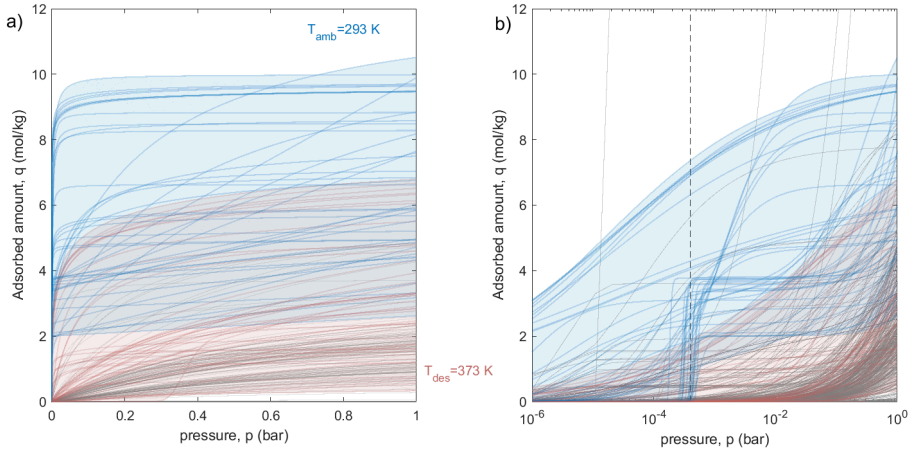 a)
T_amb=293 K
Adsorbed amount, q (mol/kg)
12
10
8
6
4
2
0
0 0.2 0.4 0.6 0.8 1
pressure, p (bar)
T_des=373 K
b)
Adsorbed amount, q (mol/kg)
12
10
8
6
4
2
0
10^-6 10^-4 10^-2 10^0
pressure, p (bar)